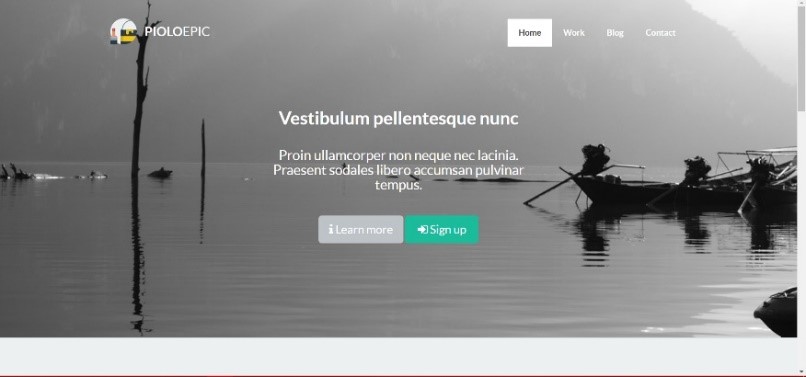 PIOLOEPIC
Home Work Blog Contact
Vestibulum pellentesque nunc
Proin ullamcorper non neque nec lacinia.
Praesent sodales libero accumsan pulvinar
tempus.
Learn more Sign up